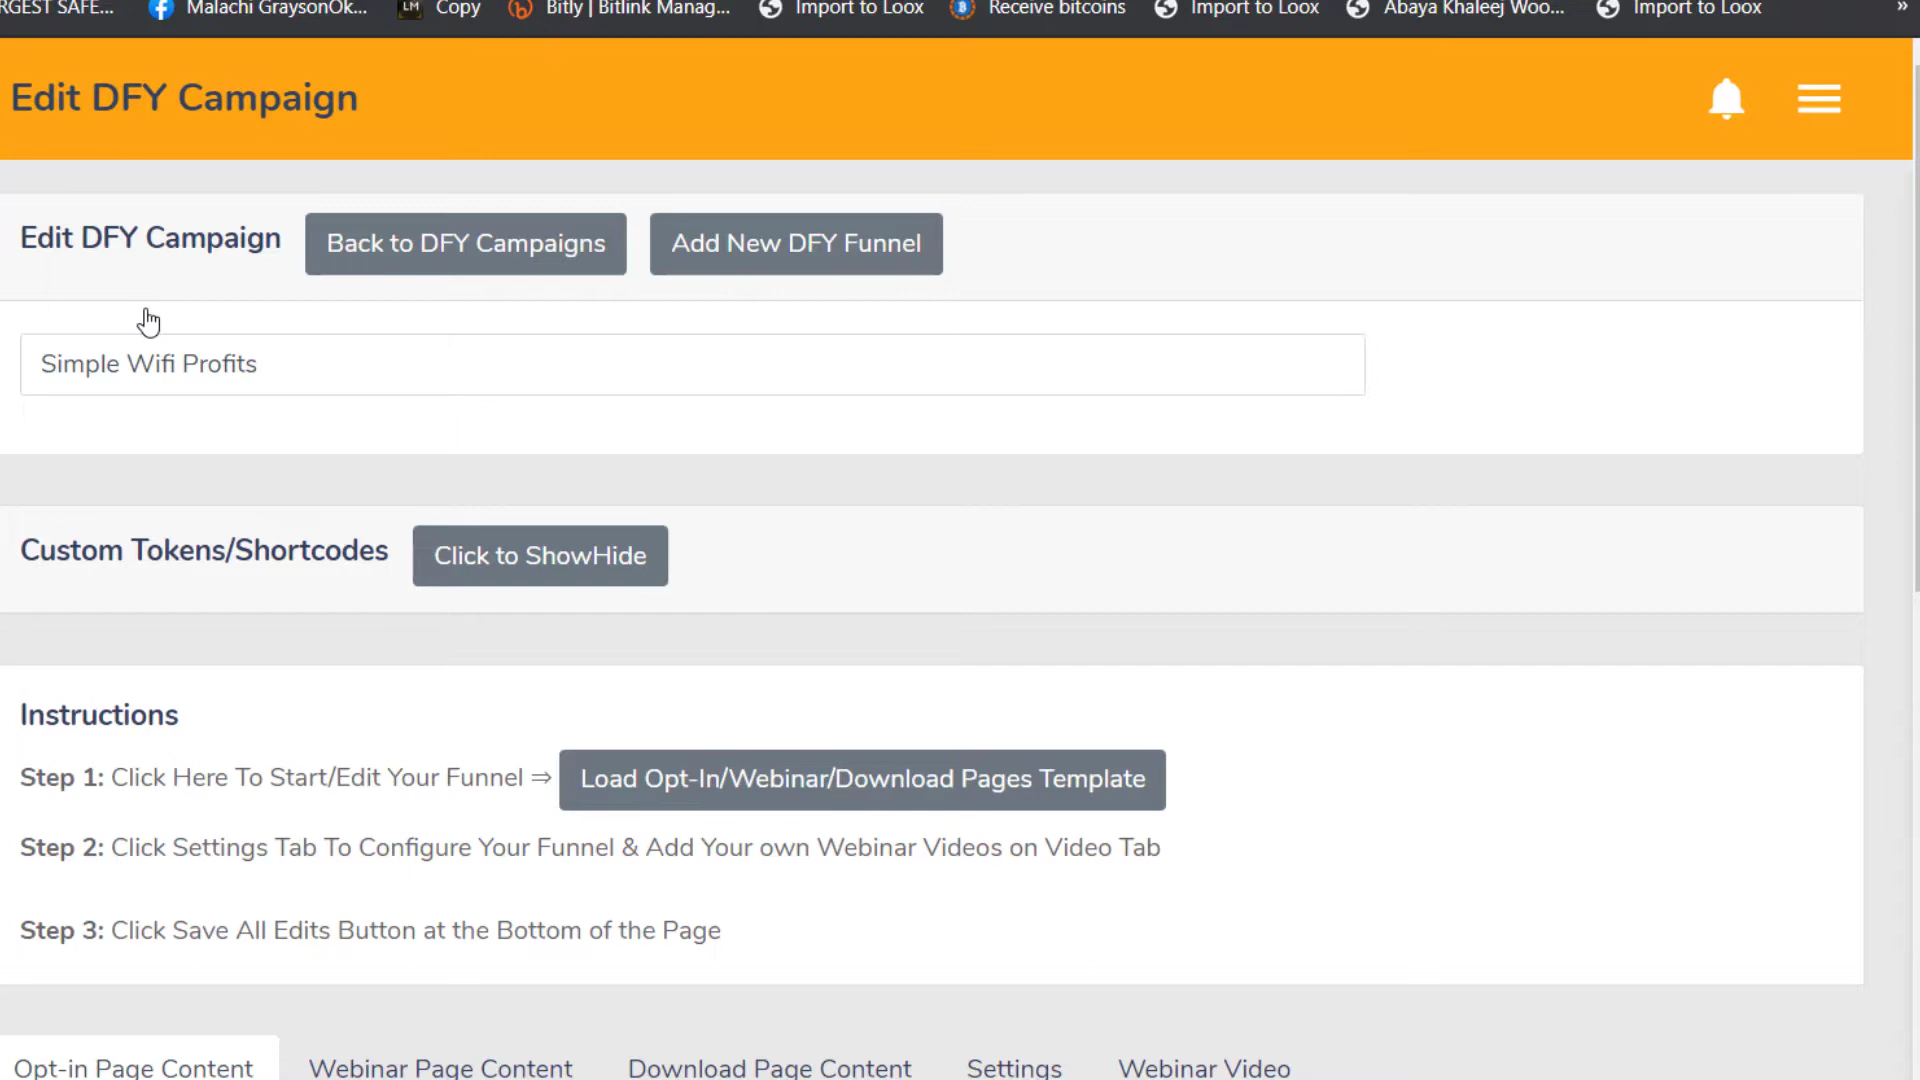 RGEST SAFE... Malachi GraysonOk... LM Copy Bitly | Bitlink Manag... Import to Loox Receive bitcoins Import to Loox Abaya Khaleej Woo... Import to Loox »
Edit DFY Campaign
Edit DFY Campaign Back to DFY Campaigns Add New DFY Funnel
Simple Wifi Profits
Custom Tokens/Shortcodes Click to ShowHide
Instructions
Step 1: Click Here To Start/Edit Your Funnel ⇒ Load Opt-In/Webinar/Download Pages Template
Step 2: Click Settings Tab To Configure Your Funnel & Add Your own Webinar Videos on Video Tab
Step 3: Click Save All Edits Button at the Bottom of the Page
Opt-in Page Content Webinar Page Content Download Page Content Settings Webinar Video